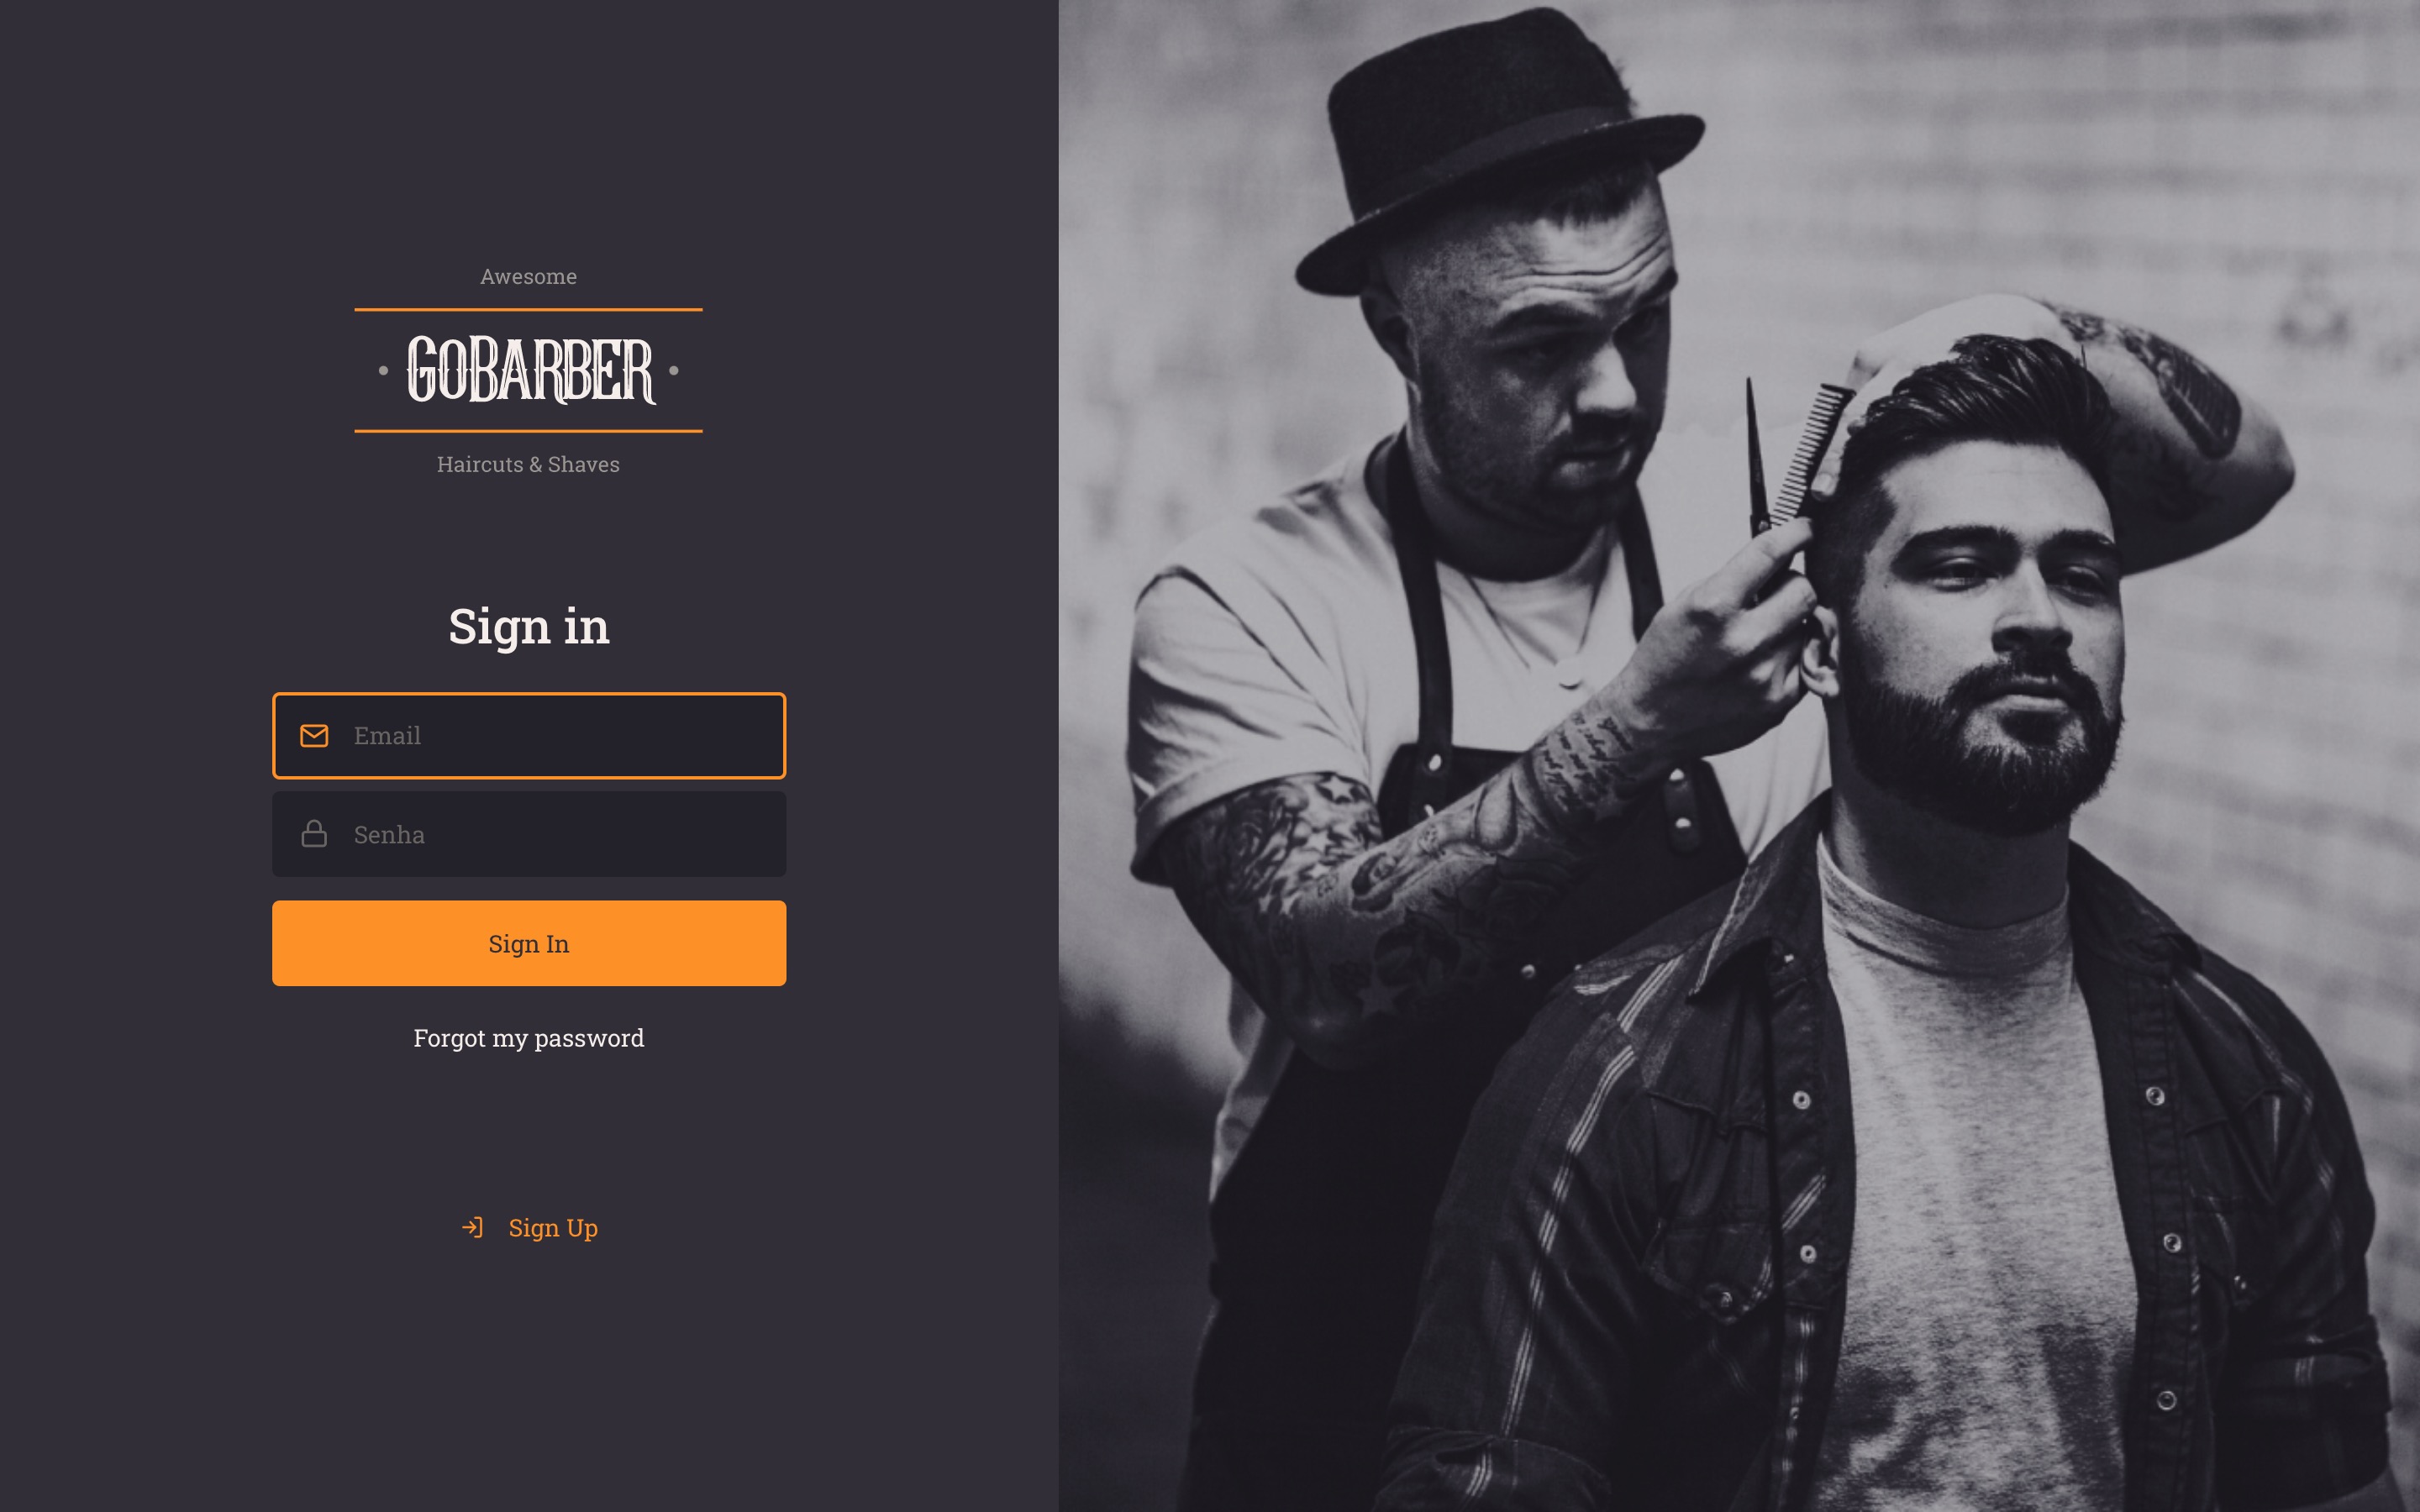 Awesome
GOBARBER
Haircuts & Shaves
Sign in
Email
Senha
Sign In
Forgot my password
Sign Up